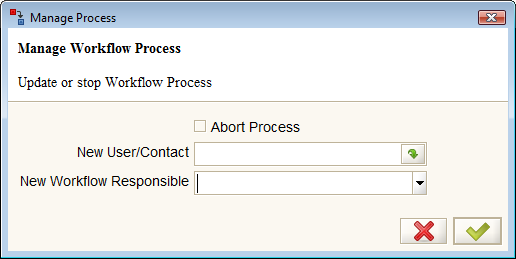 Manage Process
Manage Workflow Process
Update or stop Workflow Process
Abort Process
New User/Contact
New Workflow Responsible